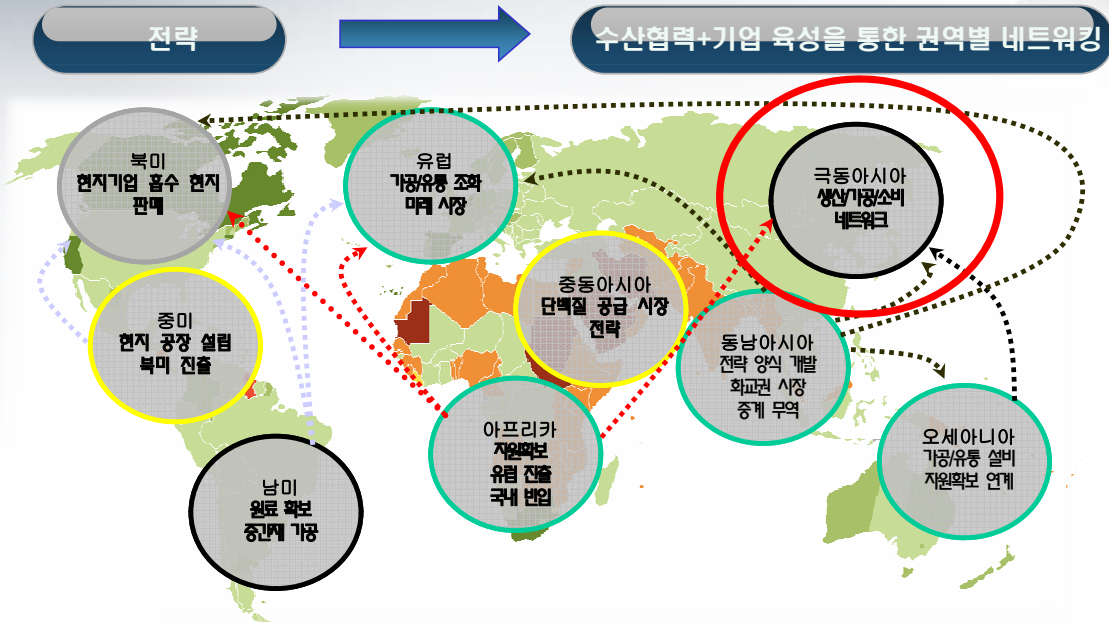 전략
수산협력+기업 육성을 통한 권역별 네트워킹
북미
현지기업 흡수 현지
판매
유럽
가공/유통 조화
미래 시장
극동아시아
생산/가공/소비
네트워크
중동아시아
단백질 공급 시장
전략
중미
현지 공장 설립
북미 진출
동남아시아
전략 양식 개발
화교권 시장
중계 무역
아프리카
자원확보
유럽 진출
국내 반입
오세아니아
가공/유통 설비
자원확보 연계
남미
원료 확보
중간재 가공